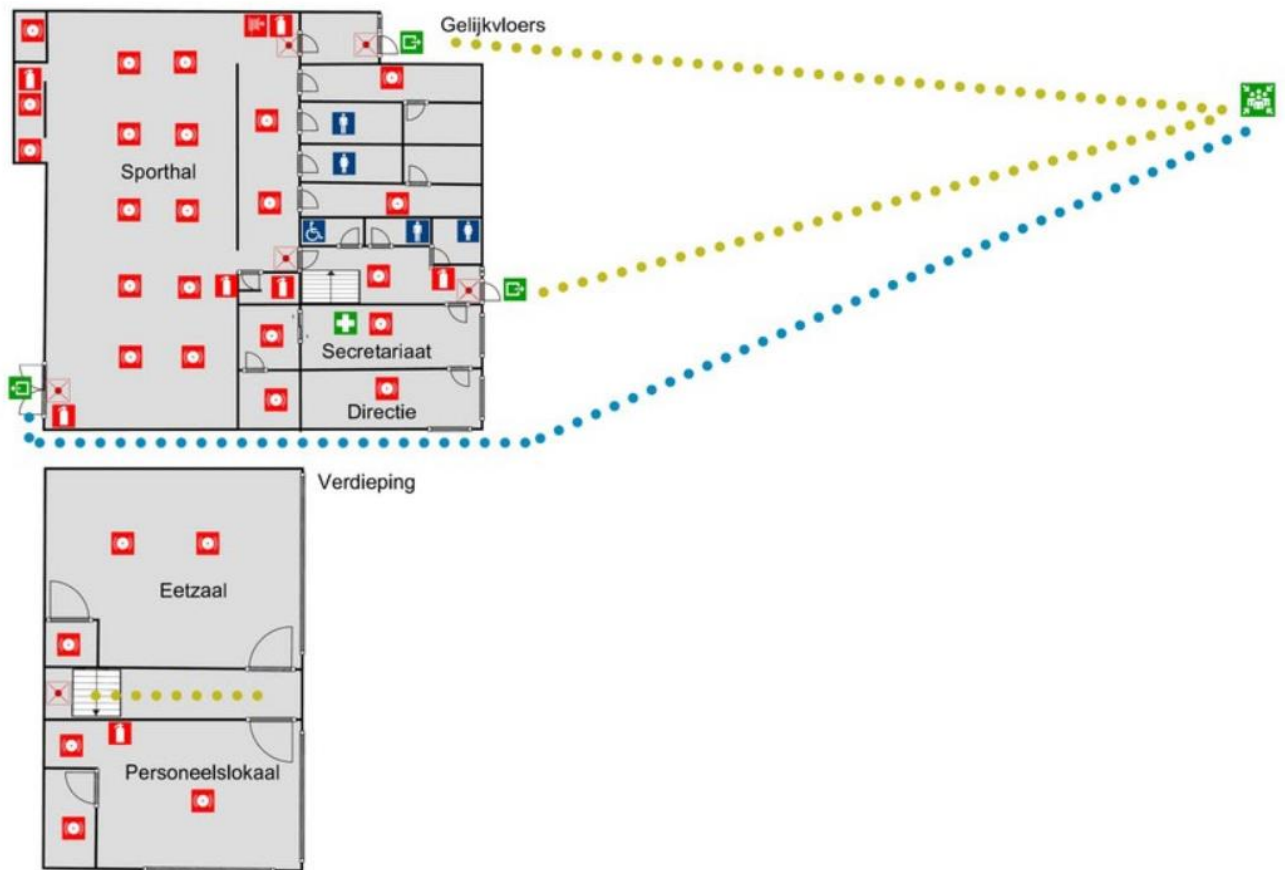 Gelijkvloers
Sporthal
Secretariaat
Directie
Verdieping
Eetzaal
Personeelslokaal